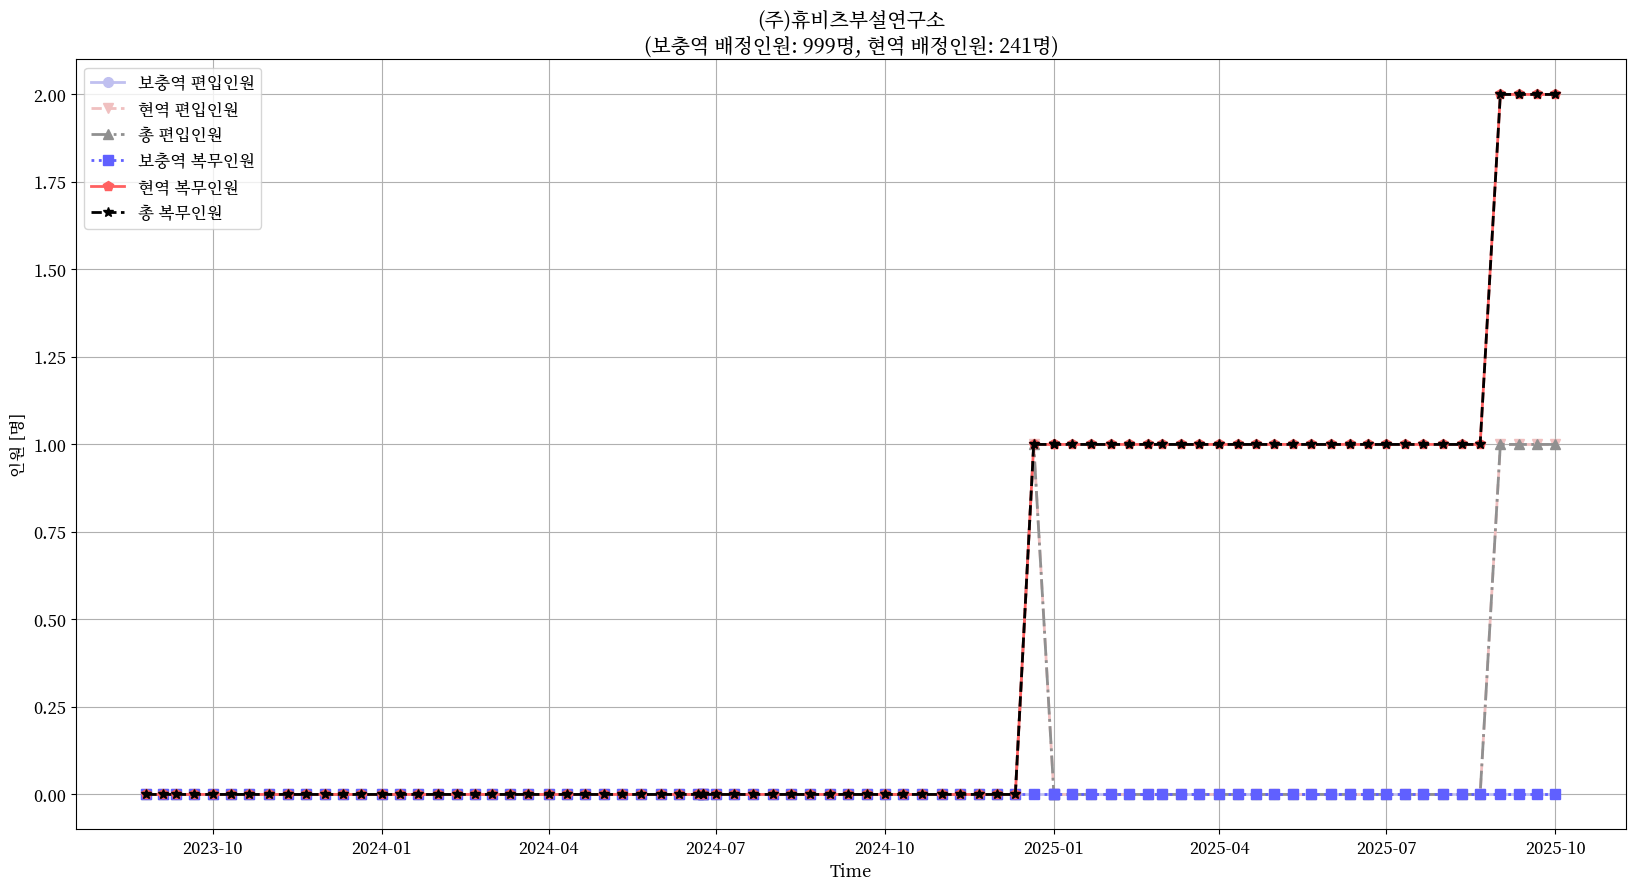 (주)휴비츠부설연구소
(보충역 배정인원: 999명, 현역 배정인원: 241명)
보충역 편입인원
현역 편입인원
총 편입인원
보충역 복무인원
현역 복무인원
총 복무인원
2.00
1.75
1.50
1.25
1.00
0.75
0.50
0.25
0.00
인원 [명]
2023-10 2024-01 2024-04 2024-07 2024-10 2025-01 2025-04 2025-07 2025-10
Time